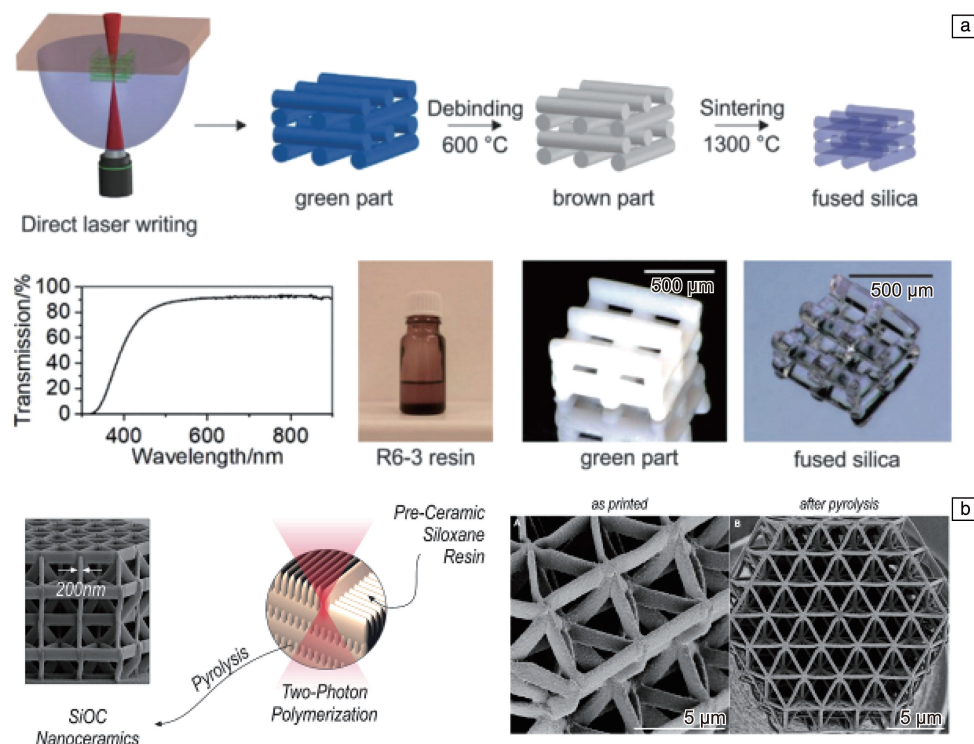 a
Direct laser writing
green part
Debinding
600 °C
brown part
Sintering
1300 °C
fused silica
Transmission/%
100
80
60
40
20
0
400
600
800
Wavelength/nm
R6-3 resin
500 μm
green part
500 μm
fused silica
b
200nm
SiOC
Nanoceramics
Pyrolysis
Two-Photon
Polymerization
Pre-Ceramic
Siloxane
Resin
as printed
A
5 μm
after pyrolysis
B
5 μm